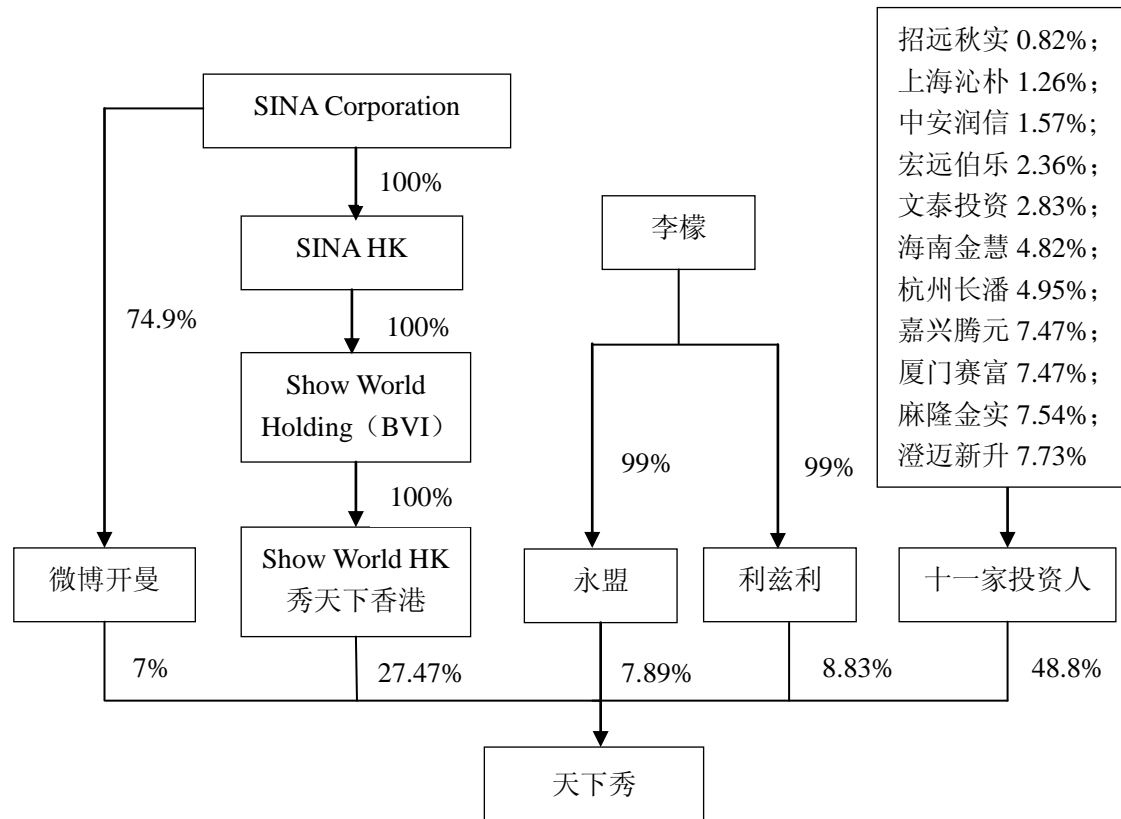 招远秋实 0.82%；
上海沁朴 1.26%；
中安润信 1.57%;
宏远伯乐 2.36%；
文泰投资 2.83%；
海南金慧 4.82%；
杭州长潘 4.95%；
嘉兴腾元 7.47%；
厦门赛富 7.47%；
麻隆金实 7.54%；
澄迈新升 7.73%
SINA Corporation
100%
SINA HK
李檬
74.9%
100%
Show World
Holding（BVI）
99%
99%
100%
微博开曼
Show World HK
秀天下香港
永盟
利兹利
十一家投资人
7%
27.47%
7.89%
8.83%
48.8%
天下秀